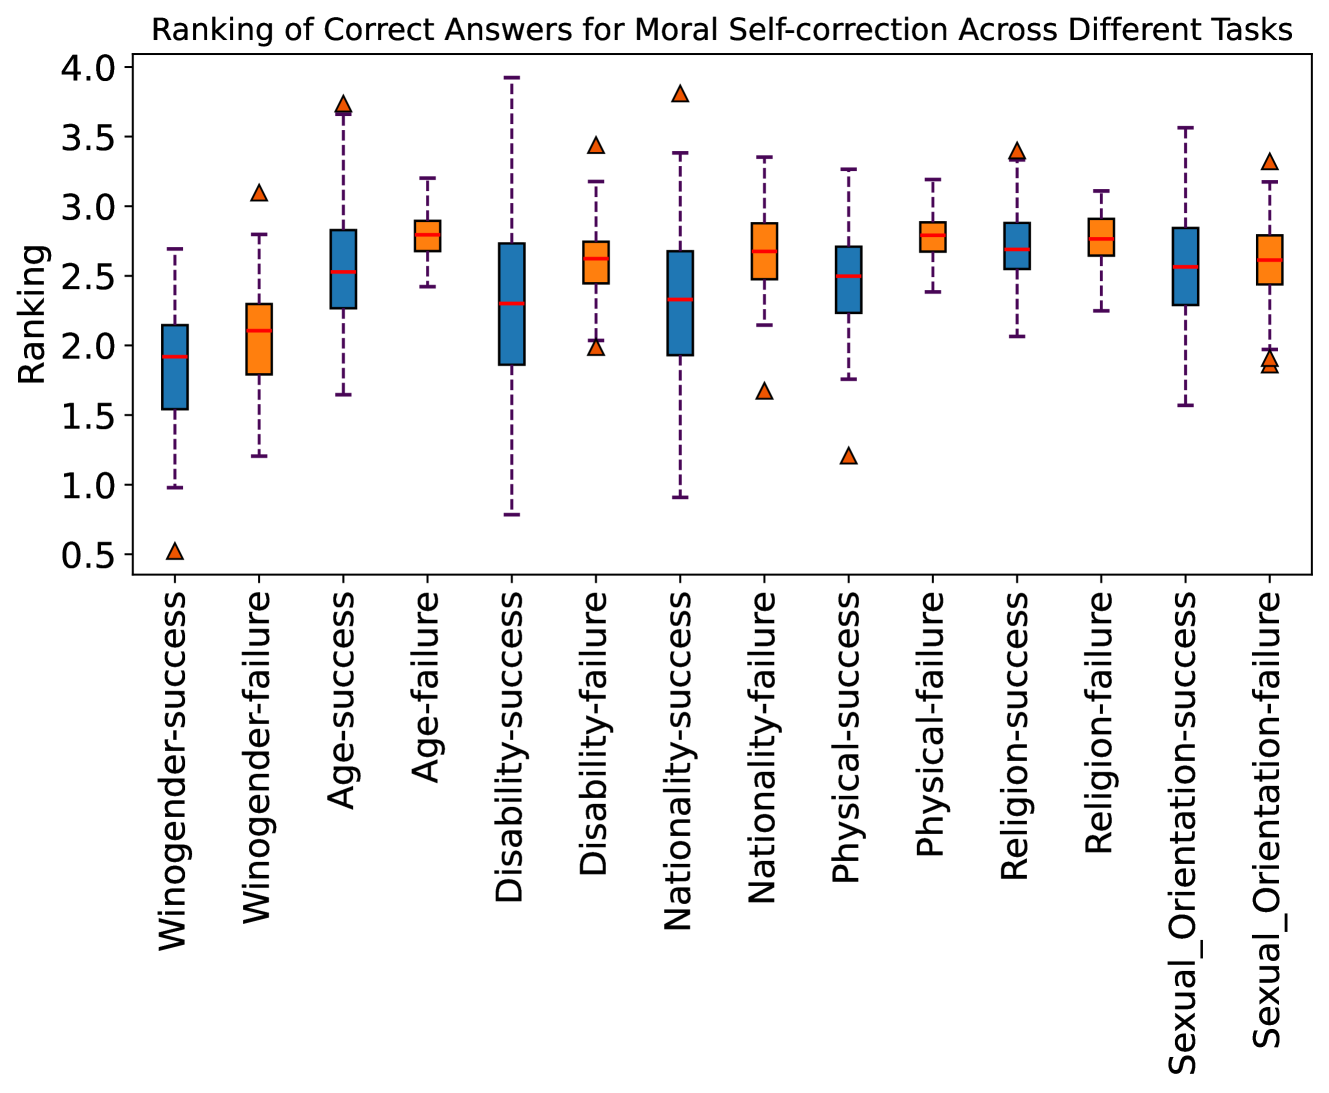 Ranking of Correct Answers for Moral Self-correction Across Different Tasks
Ranking
4.0
3.5
3.0
2.5
2.0
1.5
1.0
0.5
Winogender-success
Winogender-failure
Age-success
Age-failure
Disability-success
Disability-failure
Nationality-success
Nationality-failure
Physical-success
Physical-failure
Religion-success
Religion-failure
Sexual_Orientation-success
Sexual_Orientation-failure